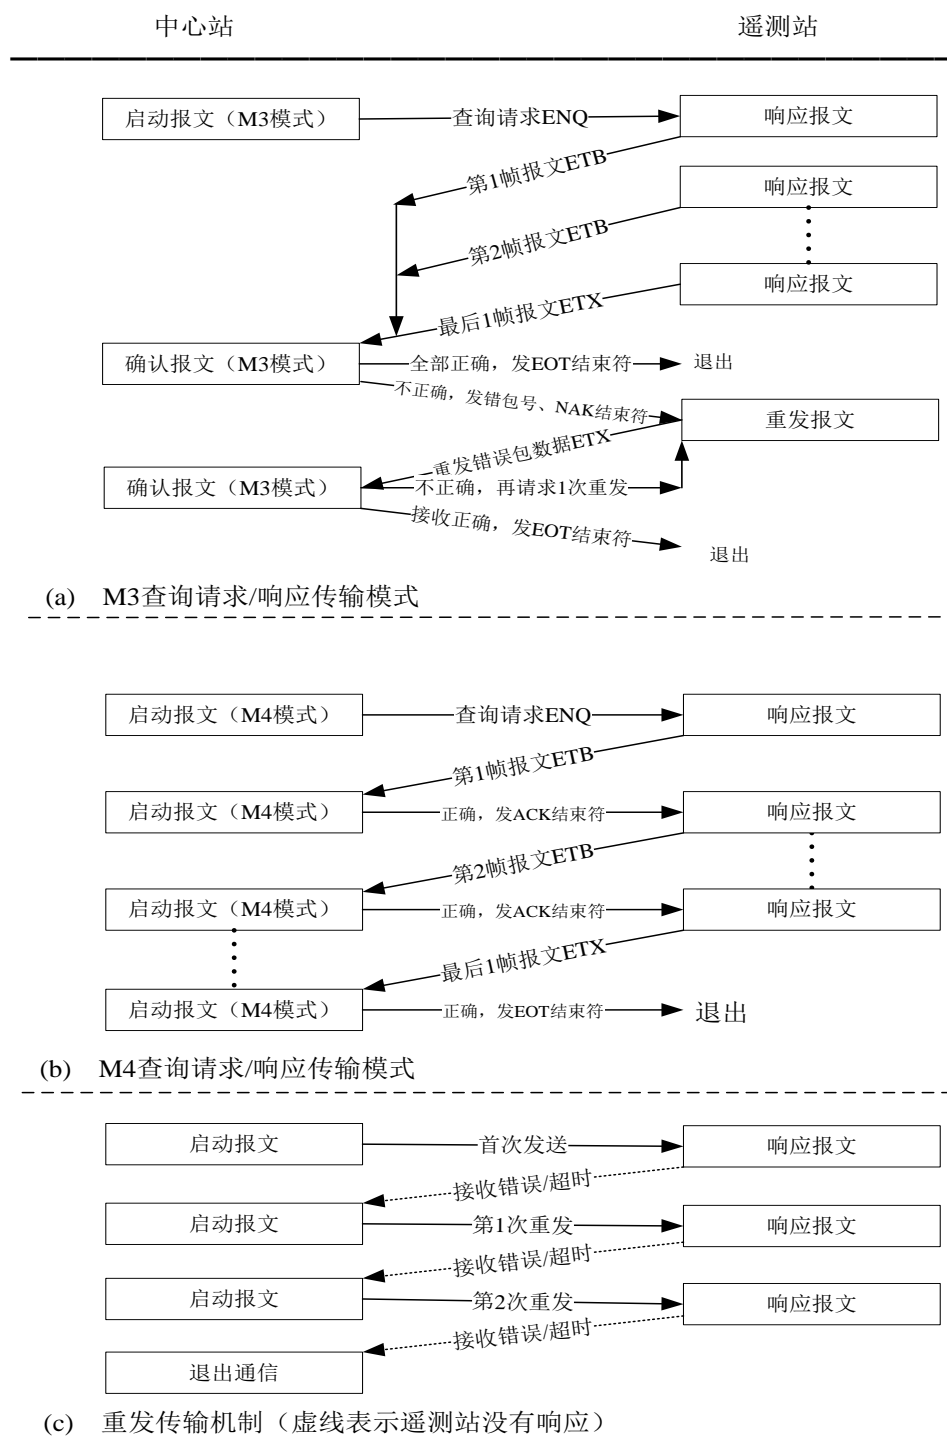 中心站
遥测站
启动报文（M3模式）
查询请求ENQ
响应报文
第1帧报文ETB
响应报文
第2帧报文ETB
响应报文
最后1帧报文ETX
确认报文（M3模式）
全部正确，发EOT结束符
退出
不正确，发错包号、NAK结束符
重发报文
重发错误包数据ETX
确认报文（M3模式）
不正确，再请求1次重发
接收正确，发EOT结束符
退出
(a) M3查询请求/响应传输模式
启动报文（M4模式）
查询请求ENQ
响应报文
第1帧报文ETB
启动报文（M4模式）
正确，发ACK结束符
响应报文
第2帧报文ETB
启动报文（M4模式）
正确，发ACK结束符
响应报文
最后1帧报文ETX
启动报文（M4模式）
正确，发EOT结束符
退出
(b) M4查询请求/响应传输模式
启动报文
首次发送
响应报文
接收错误/超时
启动报文
第1次重发
响应报文
接收错误/超时
启动报文
第2次重发
响应报文
接收错误/超时
退出通信
(c) 重发传输机制（虚线表示遥测站没有响应）